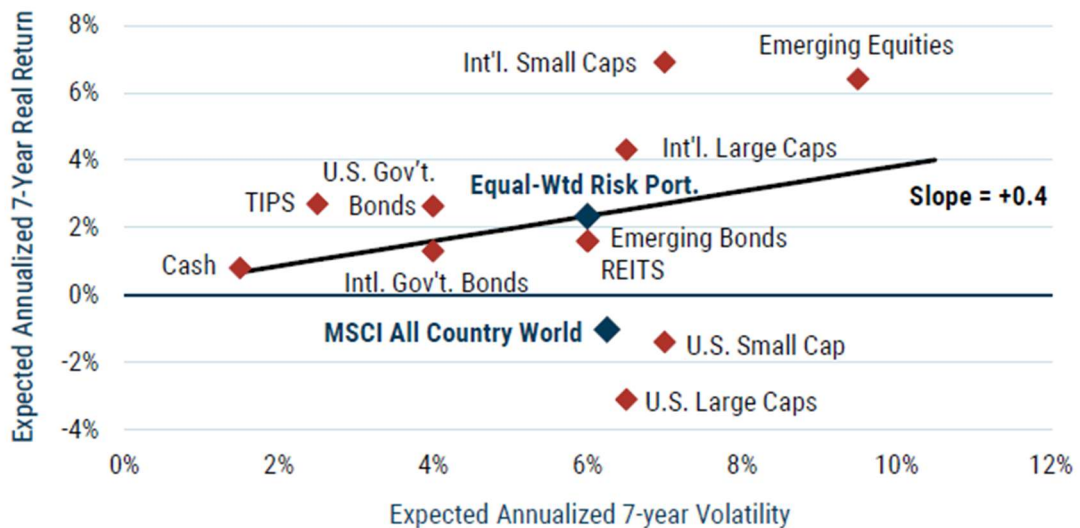 Expected Annualized 7-Year Real Return
8%
6%
4%
2%
0%
-2%
-4%
Emerging Equities
Int'l. Small Caps
Int'l. Large Caps
U.S. Gov't.
Bonds
Equal-Wtd Risk Port.
TIPS
Slope = +0.4
Emerging Bonds
REITS
Cash
Intl. Gov't. Bonds
MSCI All Country World
U.S. Small Cap
U.S. Large Caps
0%
2%
4%
6%
8%
10%
12%
Expected Annualized 7-year Volatility